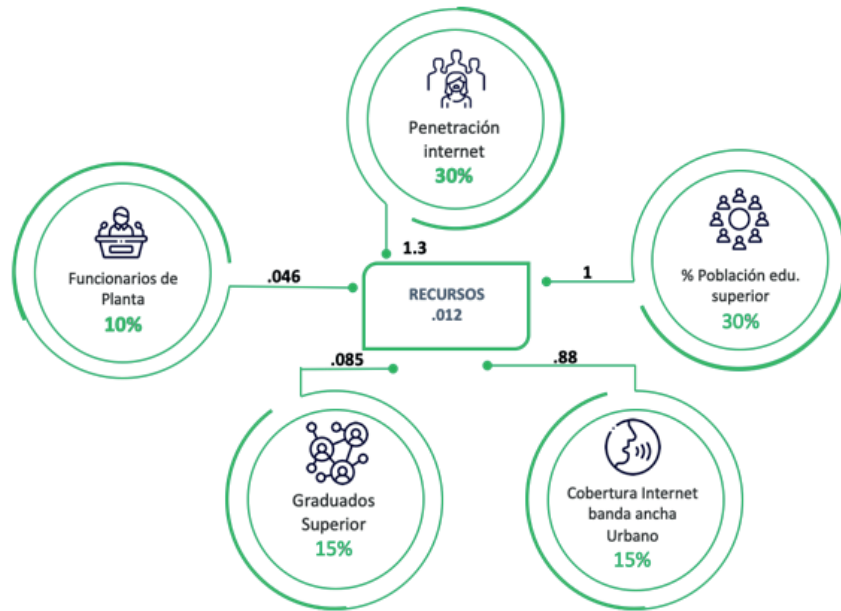 Penetración
internet
30%
1.3
Funcionarios de
Planta
10%
.046
RECURSOS
.012
1
% Población edu.
superior
30%
.085
.88
Graduados
Superior
15%
Cobertura Internet
banda ancha
Urbano
15%